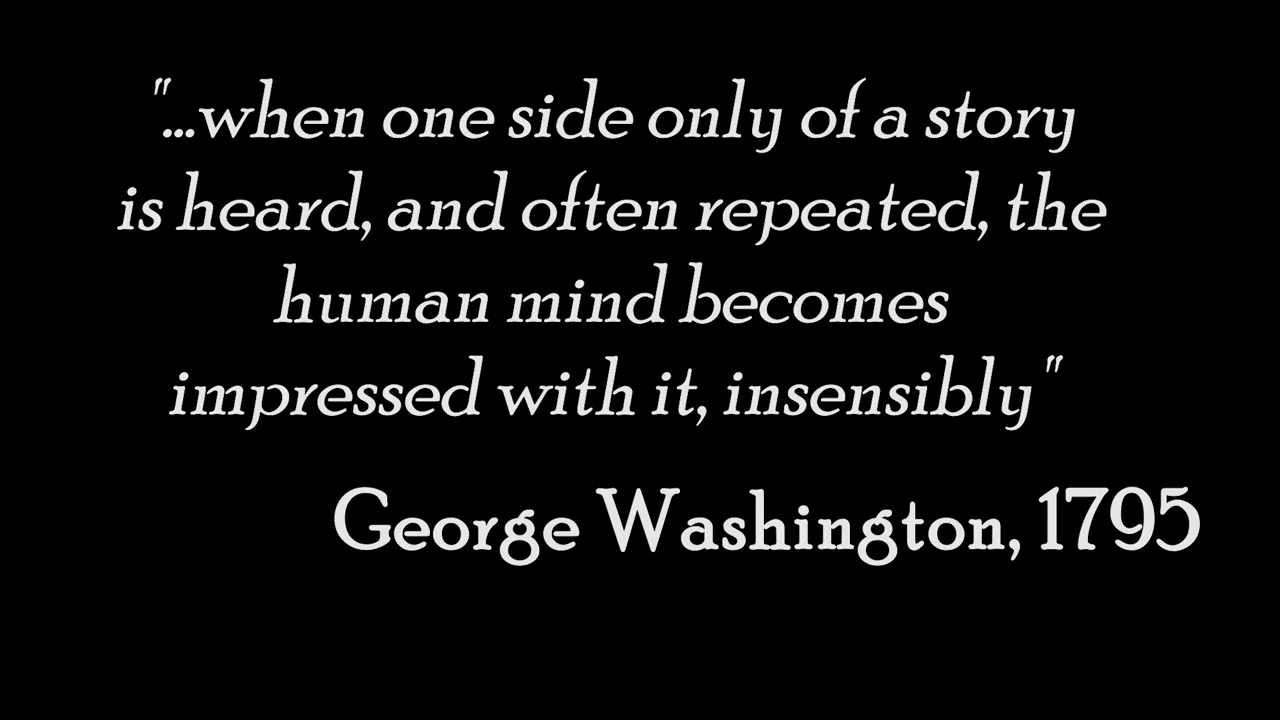 "...when one side only of a story
is heard, and often repeated, the
human mind becomes
impressed with it, insensibly"
George Washington, 1795